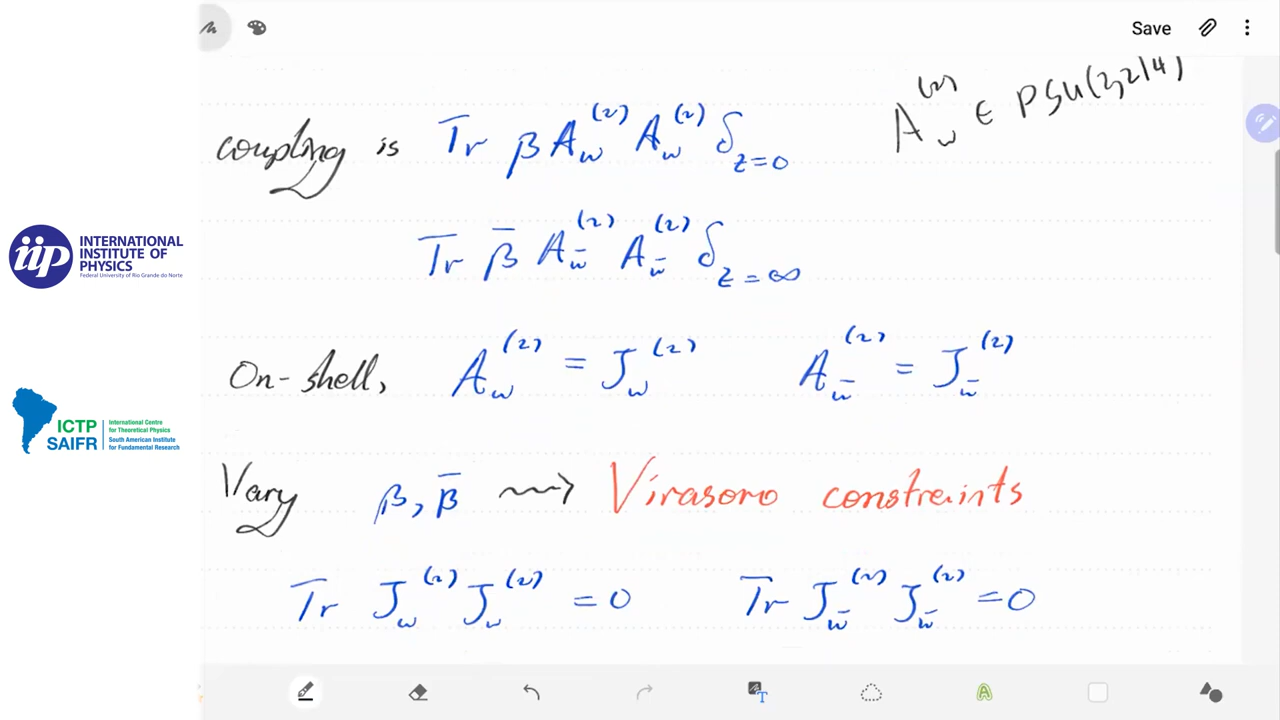 Save
A_w^(2) ∈ PSU(2,2|4)
coupling is Tr β A_w^(2) A_w^(2) δ_{z=0}
Tr β̄ A_w̄^(2) A_w̄^(2) δ_{z=∞}
INTERNATIONAL
INSTITUTE OF
PHYSICS
Federal University of Rio Grande do Norte
iip
On-shell, A_w^(2) = J_w^(2) A_w̄^(2) = J_w̄^(2)
ICTP
SAIFR
International Centre
for Theoretical Physics
South American Institute
for Fundamental Research
Vary β, β̄ ⇝ Virasoro constraints
Tr J_w^(2) J_w^(2) = 0 Tr J_w̄^(2) J_w̄^(2) = 0
T
A